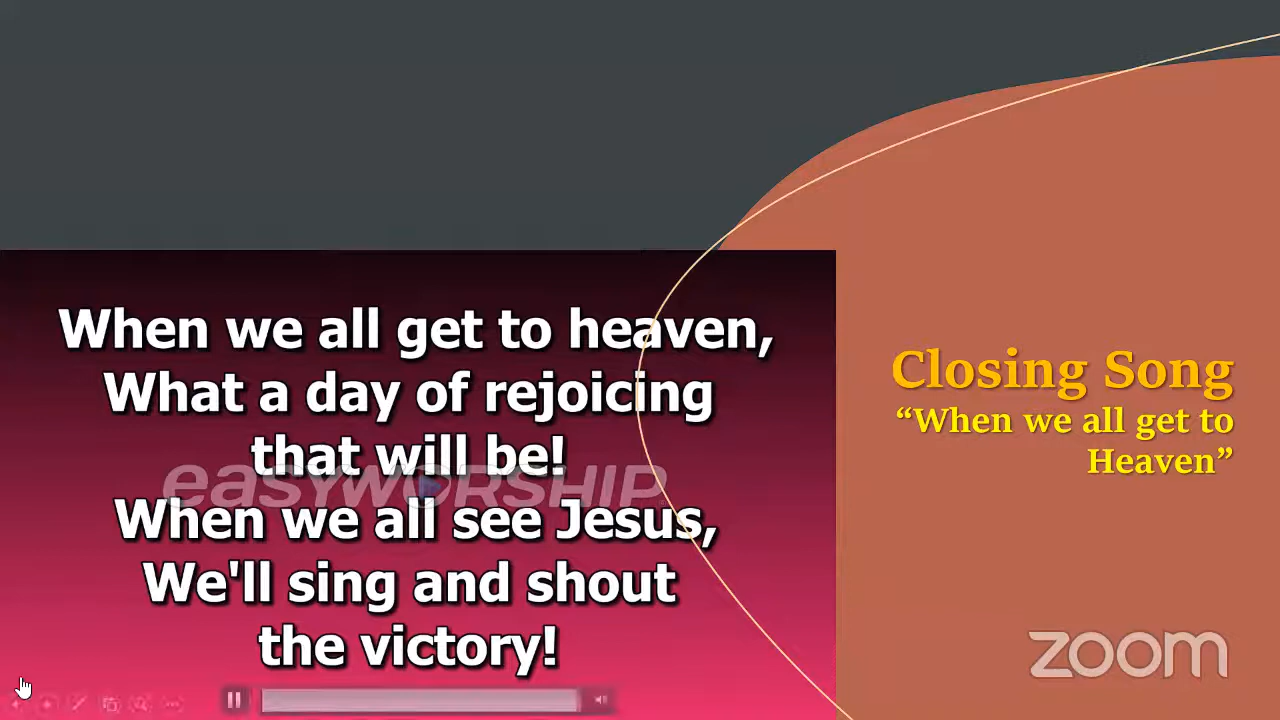 When we all get to heaven,
What a day of rejoicing
that will be!
easyworship
When we all see Jesus,
We'll sing and shout
the victory!
Closing Song
“When we all get to
Heaven”
zoom